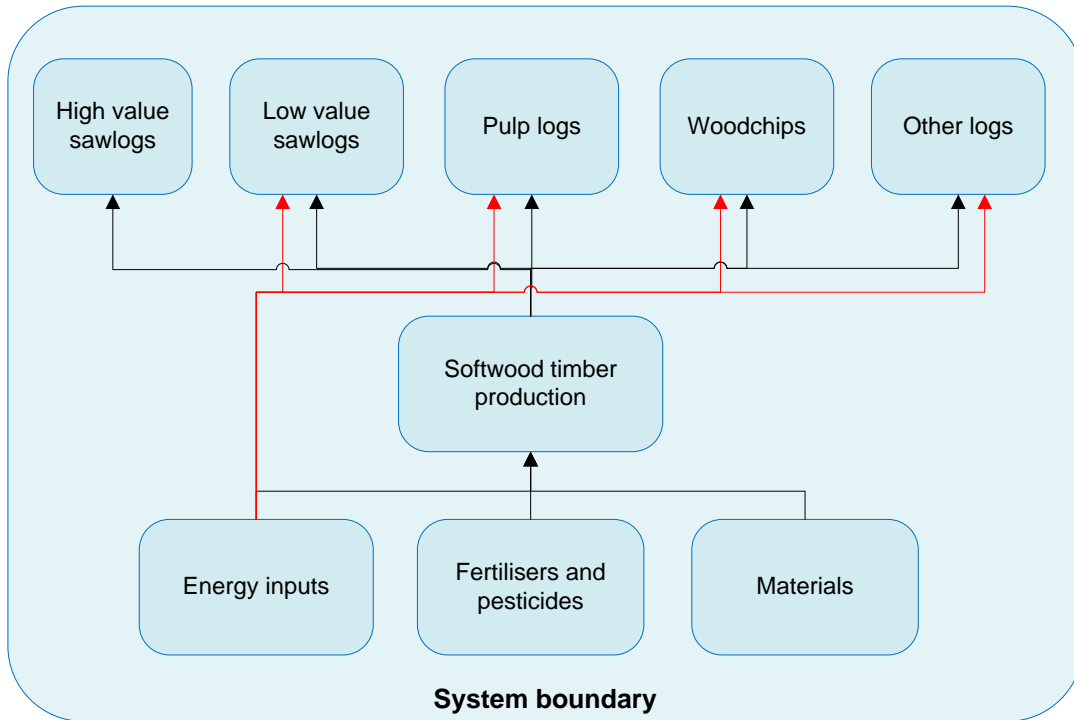 High value
sawlogs
Low value
sawlogs
Pulp logs
Woodchips
Other logs
Softwood timber
production
Energy inputs
Fertilisers and
pesticides
Materials
System boundary